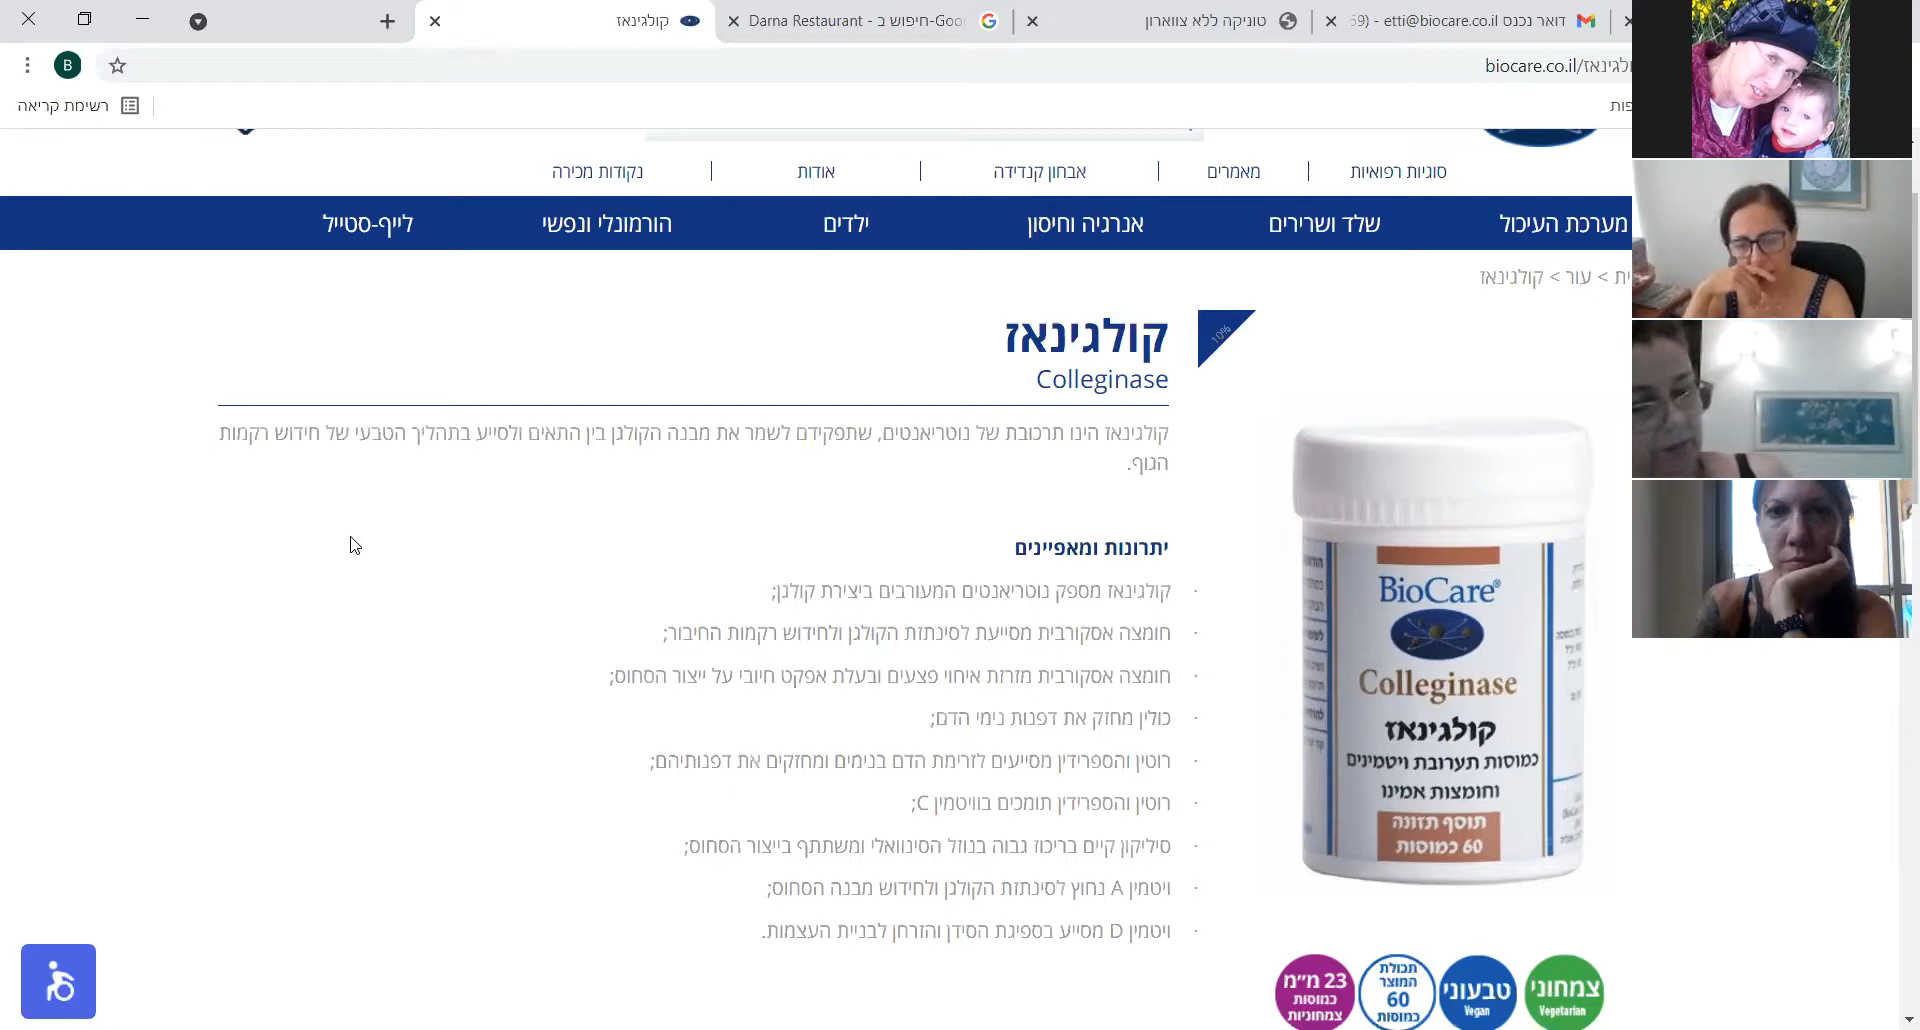 קולגינאז
Darna Restaurant - חיפוש ב-Goo
טוניקה ללא צווארון
דואר נכנס (59) - etti@biocare.co.il
B
biocare.co.il/
רשימת קריאה
סוגיות רפואיות | מאמרים | אבחון קנדידה | אודות | נקודות מכירה
מערכת העיכול שלד ושרירים אנרגיה וחיסון ילדים הורמונלי ונפשי לייף-סטייל
> עור > קולגינאז
10%
קולגינאז
Colleginase
קולגינאז הינו תרכובת של נוטריאנטים, שתפקידם לשמר את מבנה הקולגן בין התאים ולסייע בתהליך הטבעי של חידוש רקמות
הגוף.
יתרונות ומאפיינים
· קולגינאז מספק נוטריאנטים המעורבים ביצירת קולגן;
· חומצה אסקורבית מסייעת לסינתזת הקולגן ולחידוש רקמות החיבור;
· חומצה אסקורבית מזרזת איחוי פצעים ובעלת אפקט חיובי על ייצור הסחוס;
· כולין מחזק את דפנות נימי הדם;
· רוטין והספרידין מסייעים לזרימת הדם בנימים ומחזקים את דפנותיהם;
· רוטין והספרידין תומכים בוויטמין C;
· סיליקון קיים בריכוז גבוה בנוזל הסינוואלי ומשתתף בייצור הסחוס;
· ויטמין A נחוץ לסינתזת הקולגן ולחידוש מבנה הסחוס;
· ויטמין D מסייע בספיגת הסידן והזרחן לבניית העצמות.
BioCare®
Colleginase
קולגינאז
כמוסות תערובת ויטמינים
וחומצות אמינו
תוסף תזונה
60 כמוסות
צמחוני
Vegetarian
טבעוני
Vegan
תכולת
המוצר
60
כמוסות
23 מ״מ
כמוסות
צמחוניות